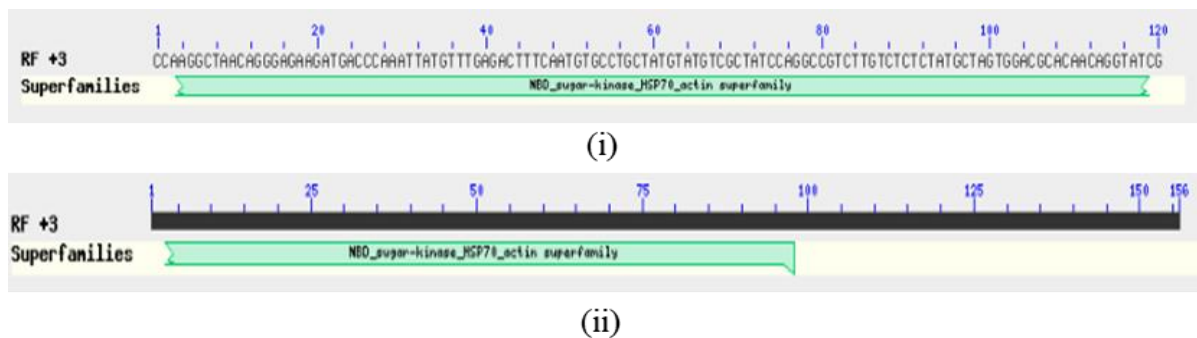 1 20 40 60 80 100 120
RF +3 CCAAGGCTAACAGGGAGAAGATGACCCAAATTATGTTTGAGACTTTCAATGTGCCTGCTATGTATGTCGCTATCCAGGCCGTCTTGTCTCTCTATGCTAGTGGACGCACAACAGGTATCG
Superfamilies NBD_sugar-kinase_HSP70_actin superfamily
(i)
1 25 50 75 100 125 150 156
RF +3
Superfamilies NBD_sugar-kinase_HSP70_actin superfamily
(ii)